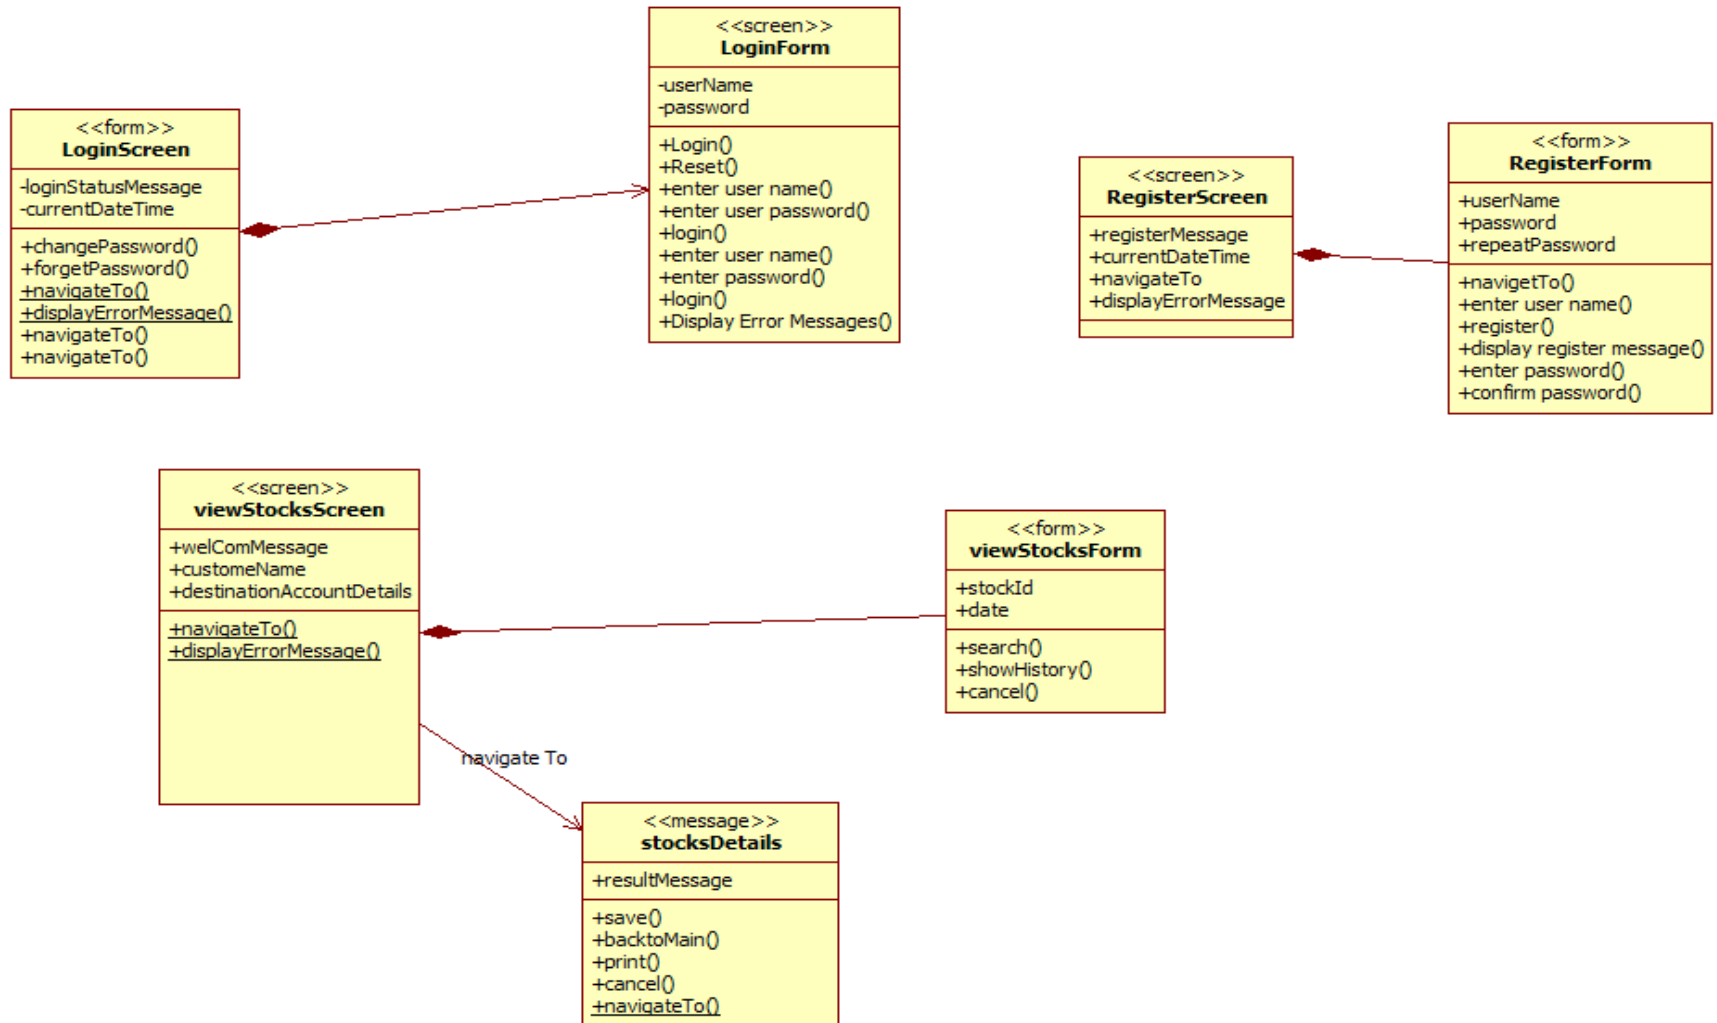 <<form>>
LoginScreen
-loginStatusMessage
-currentDateTime
+changePassword()
+forgetPassword()
+navigateTo()
+displayErrorMessage()
+navigateTo()
+navigateTo()
<<screen>>
LoginForm
-userName
-password
+Login()
+Reset()
+enter user name()
+enter user password()
+login()
+enter user name()
+enter password()
+login()
+Display Error Messages()
<<screen>>
RegisterScreen
+registerMessage
+currentDateTime
+navigateTo
+displayErrorMessage
<<form>>
RegisterForm
+userName
+password
+repeatPassword
+navigetTo()
+enter user name()
+register()
+display register message()
+enter password()
+confirm password()
<<screen>>
viewStocksScreen
+welComMessage
+customeName
+destinationAccountDetails
+navigateTo()
+displayErrorMessage()
<<form>>
viewStocksForm
+stockId
+date
+search()
+showHistory()
+cancel()
navigate To
<<message>>
stocksDetails
+resultMessage
+save()
+backtoMain()
+print()
+cancel()
+navigateTo()